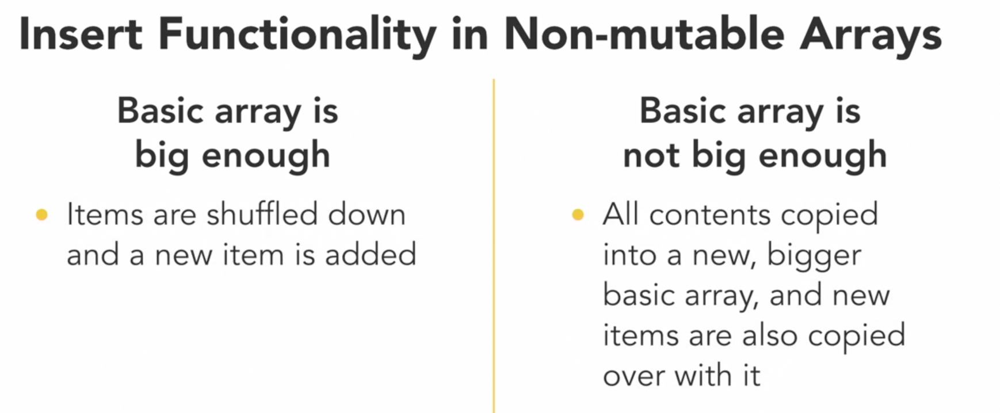 Insert Functionality in Non-mutable Arrays
Basic array is
big enough
• Items are shuffled down
and a new item is added
Basic array is
not big enough
• All contents copied
into a new, bigger
basic array, and new
items are also copied
over with it